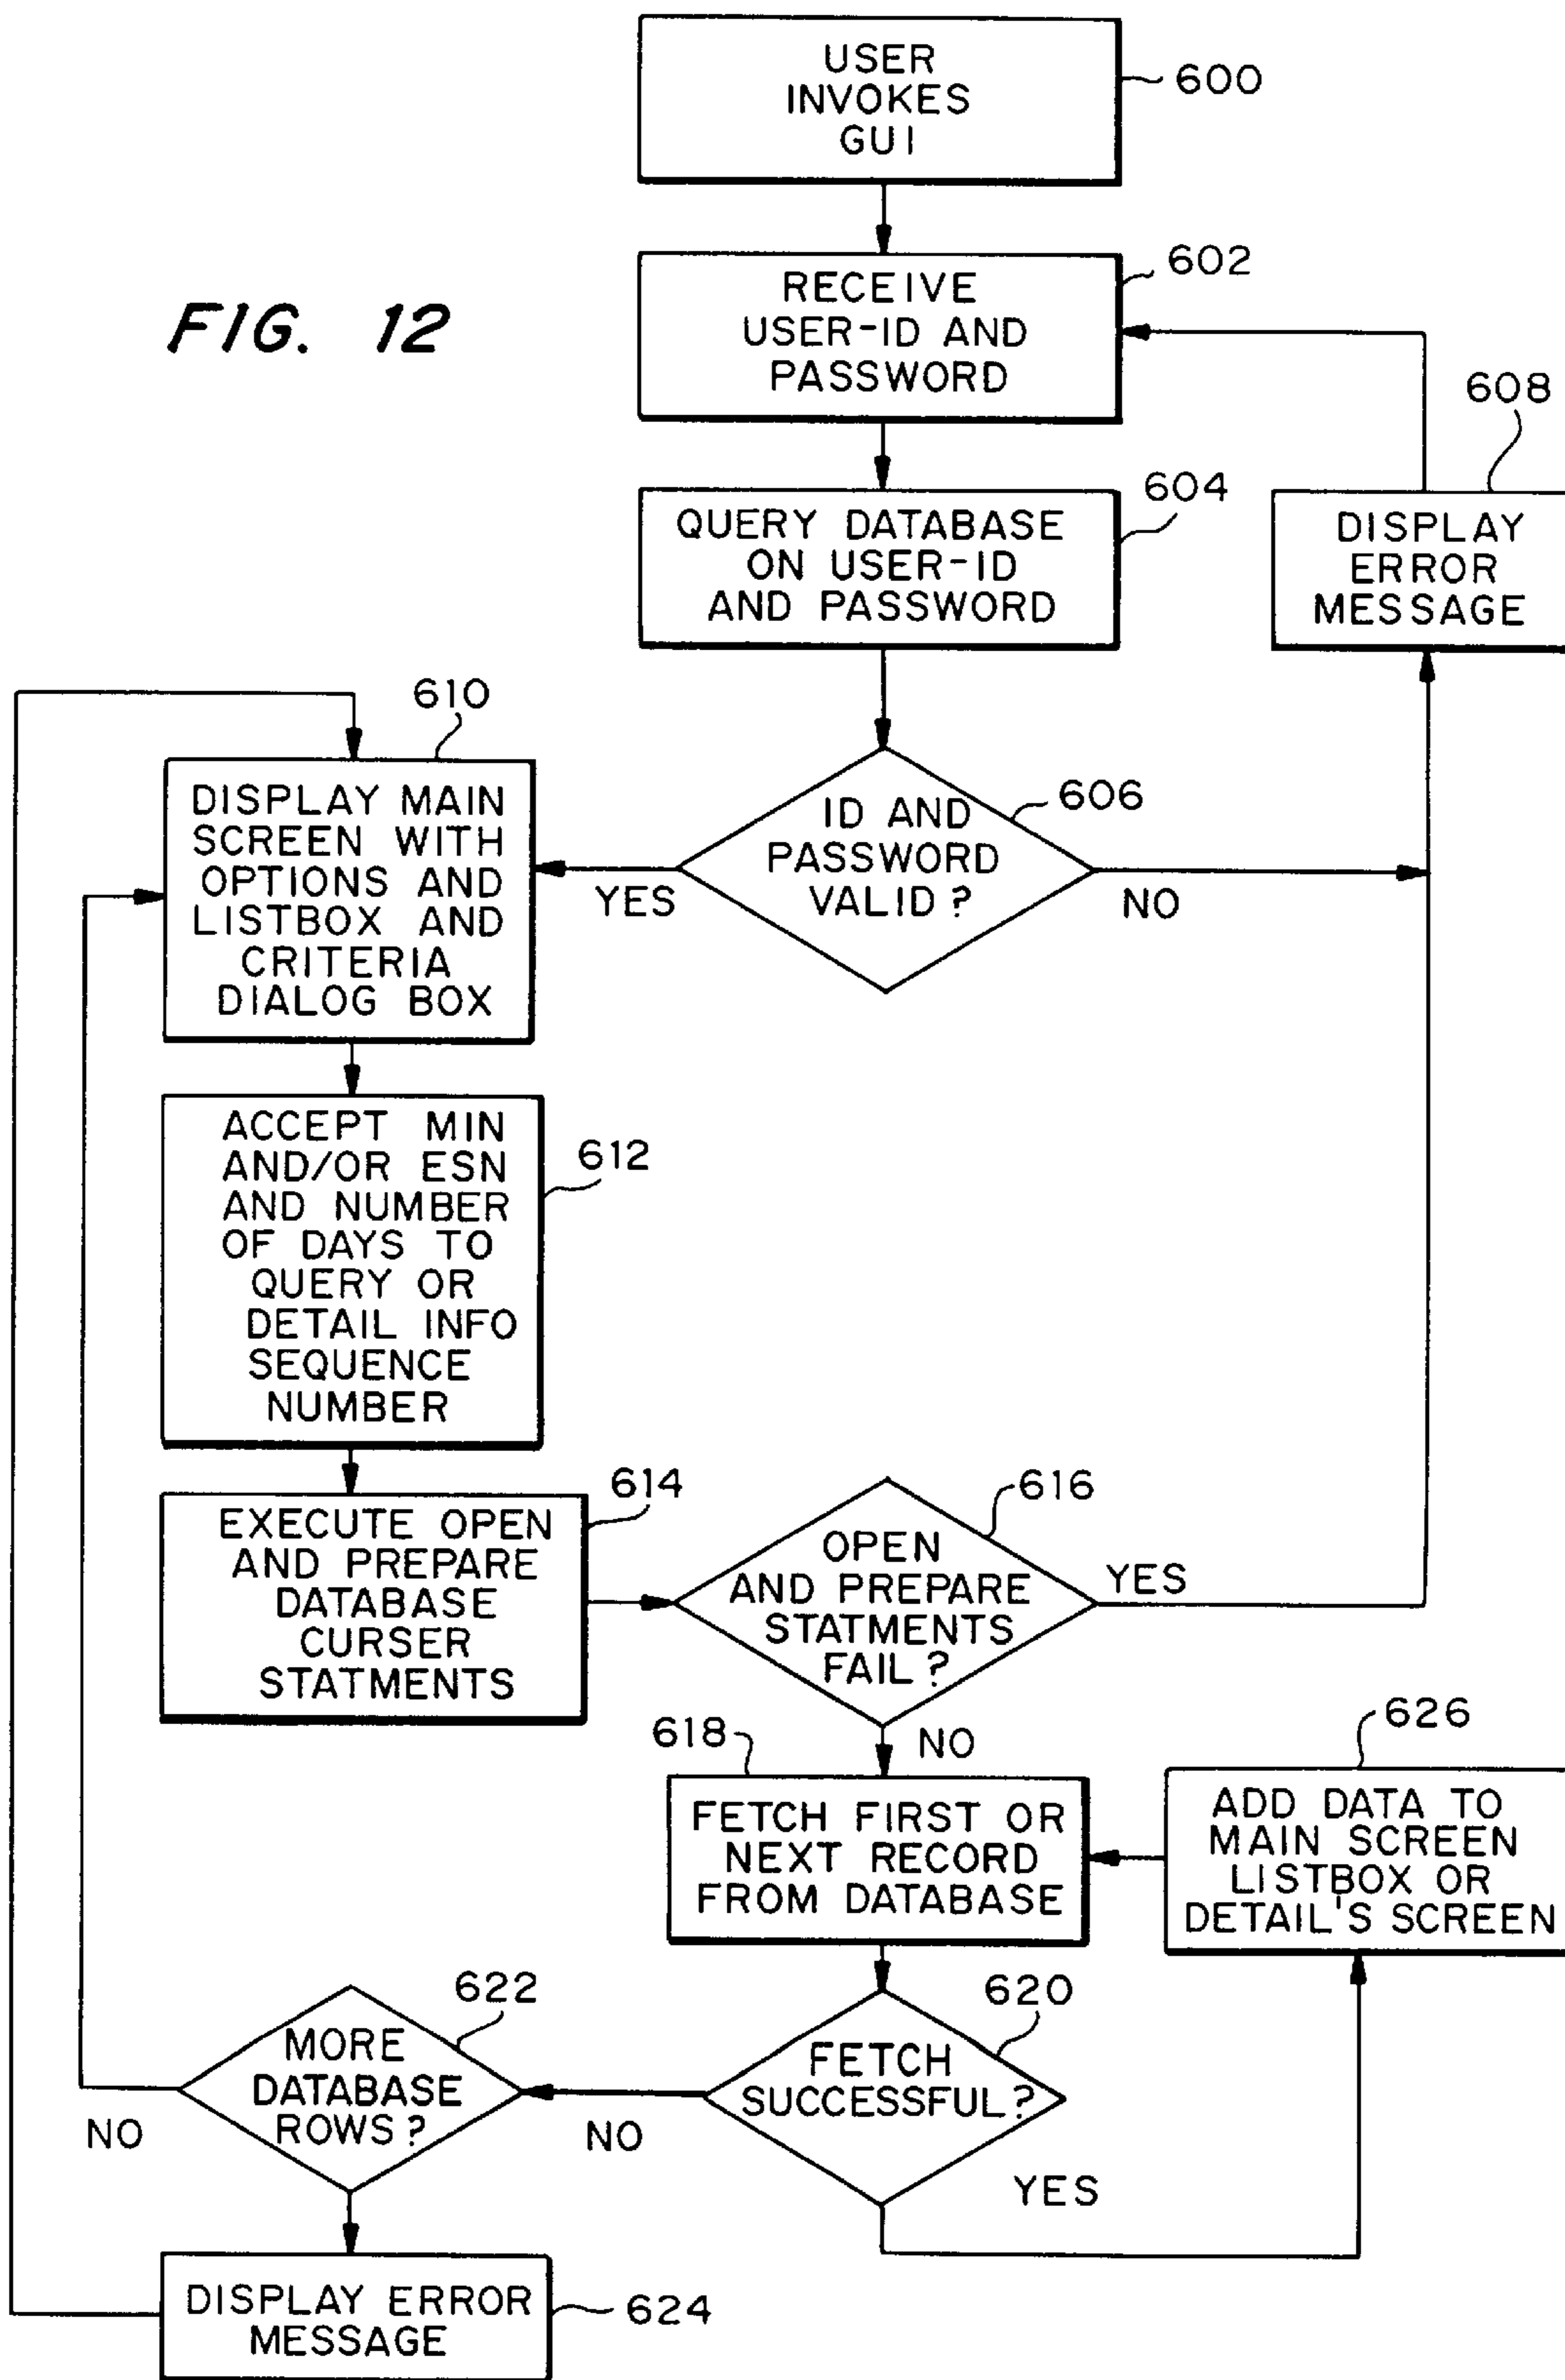 USER
INVOKES
GUI
600
FIG. 12
602
RECEIVE
USER-ID AND
PASSWORD
608
604
QUERY DATABASE
ON USER-ID
AND PASSWORD
DISPLAY
ERROR
MESSAGE
610
DISPLAY MAIN
SCREEN WITH
OPTIONS AND
LISTBOX AND
CRITERIA
DIALOG BOX
606
ID AND
PASSWORD
VALID?
YES
NO
ACCEPT MIN
AND/OR ESN
AND NUMBER
OF DAYS TO
QUERY OR
DETAIL INFO
SEQUENCE
NUMBER
612
614
EXECUTE OPEN
AND PREPARE
DATABASE
CURSER
STATMENTS
616
OPEN
AND PREPARE
STATMENTS
FAIL?
YES
NO
618
FETCH FIRST OR
NEXT RECORD
FROM DATABASE
626
ADD DATA TO
MAIN SCREEN
LISTBOX OR
DETAIL'S SCREEN
622
MORE
DATABASE
ROWS?
NO
620
FETCH
SUCCESSFUL?
NO
YES
DISPLAY ERROR
MESSAGE
624